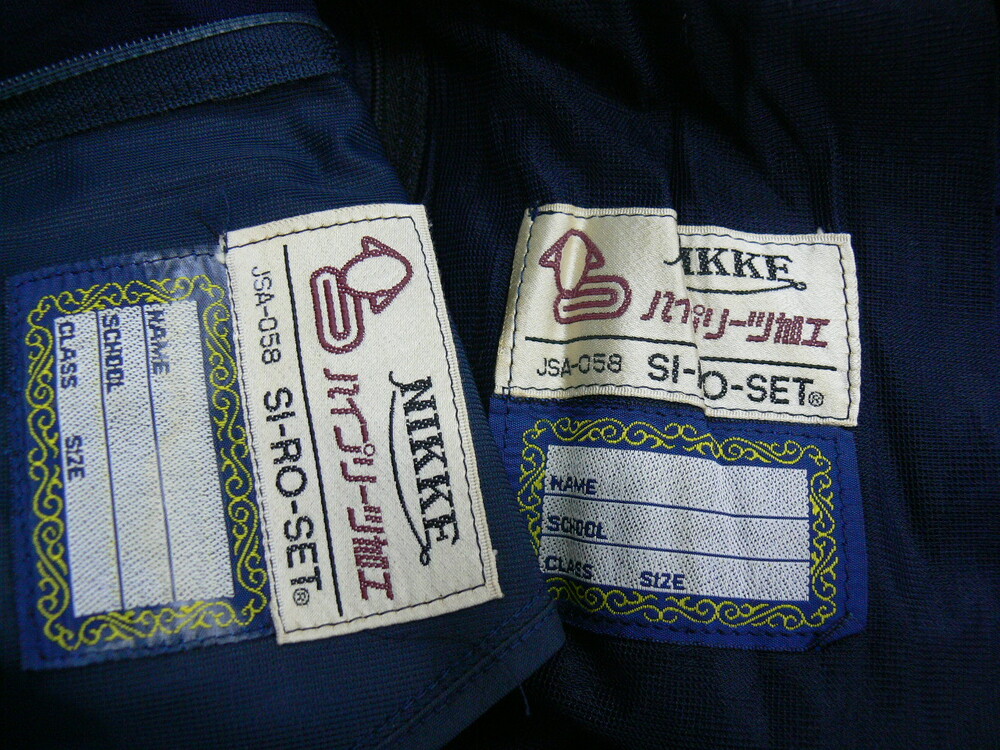 NIKKE
ハイプリーツ加工
JSA-058 SI-RO-SET®
NAME
SCHOOL
CLASS SIZE
NIKKE
ハイプリーツ加工
JSA-058 SI-RO-SET®
NAME
SCHOOL
CLASS SIZE